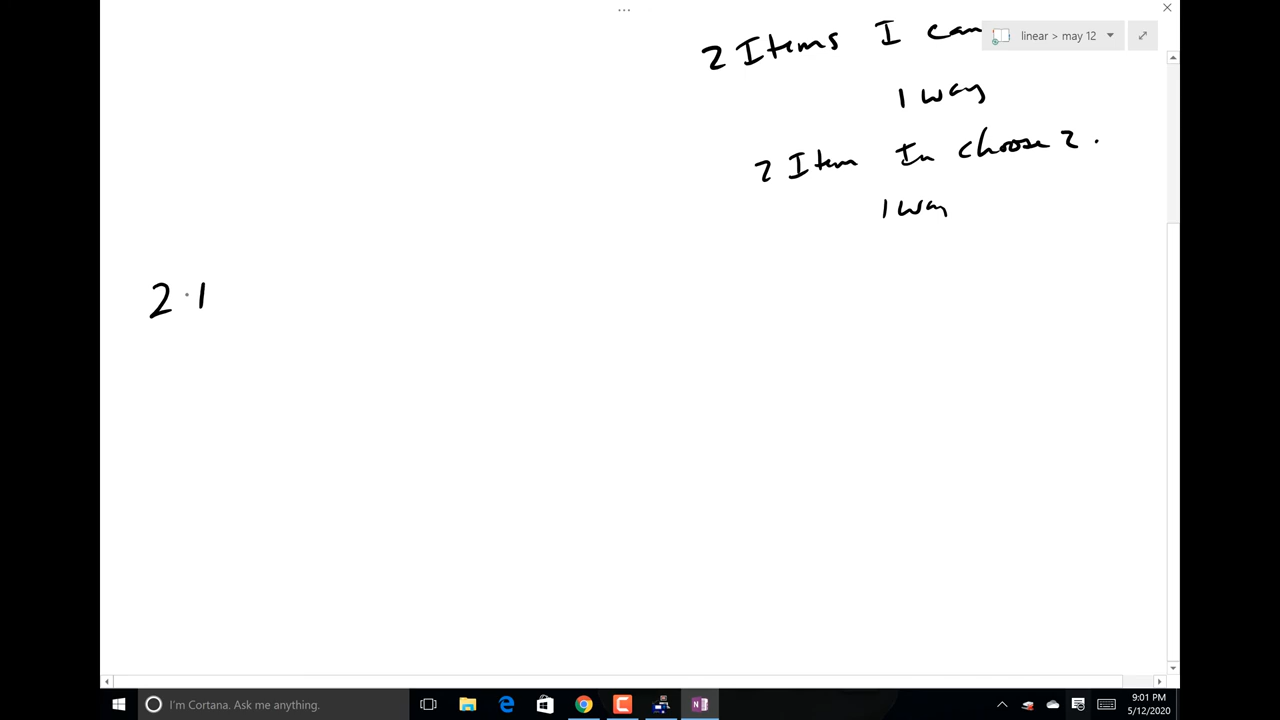 2 Items I can
linear > may 12
1 way
2 Item In choose 2.
1 way
2·1
I'm Cortana. Ask me anything.
9:01 PM
5/12/2020